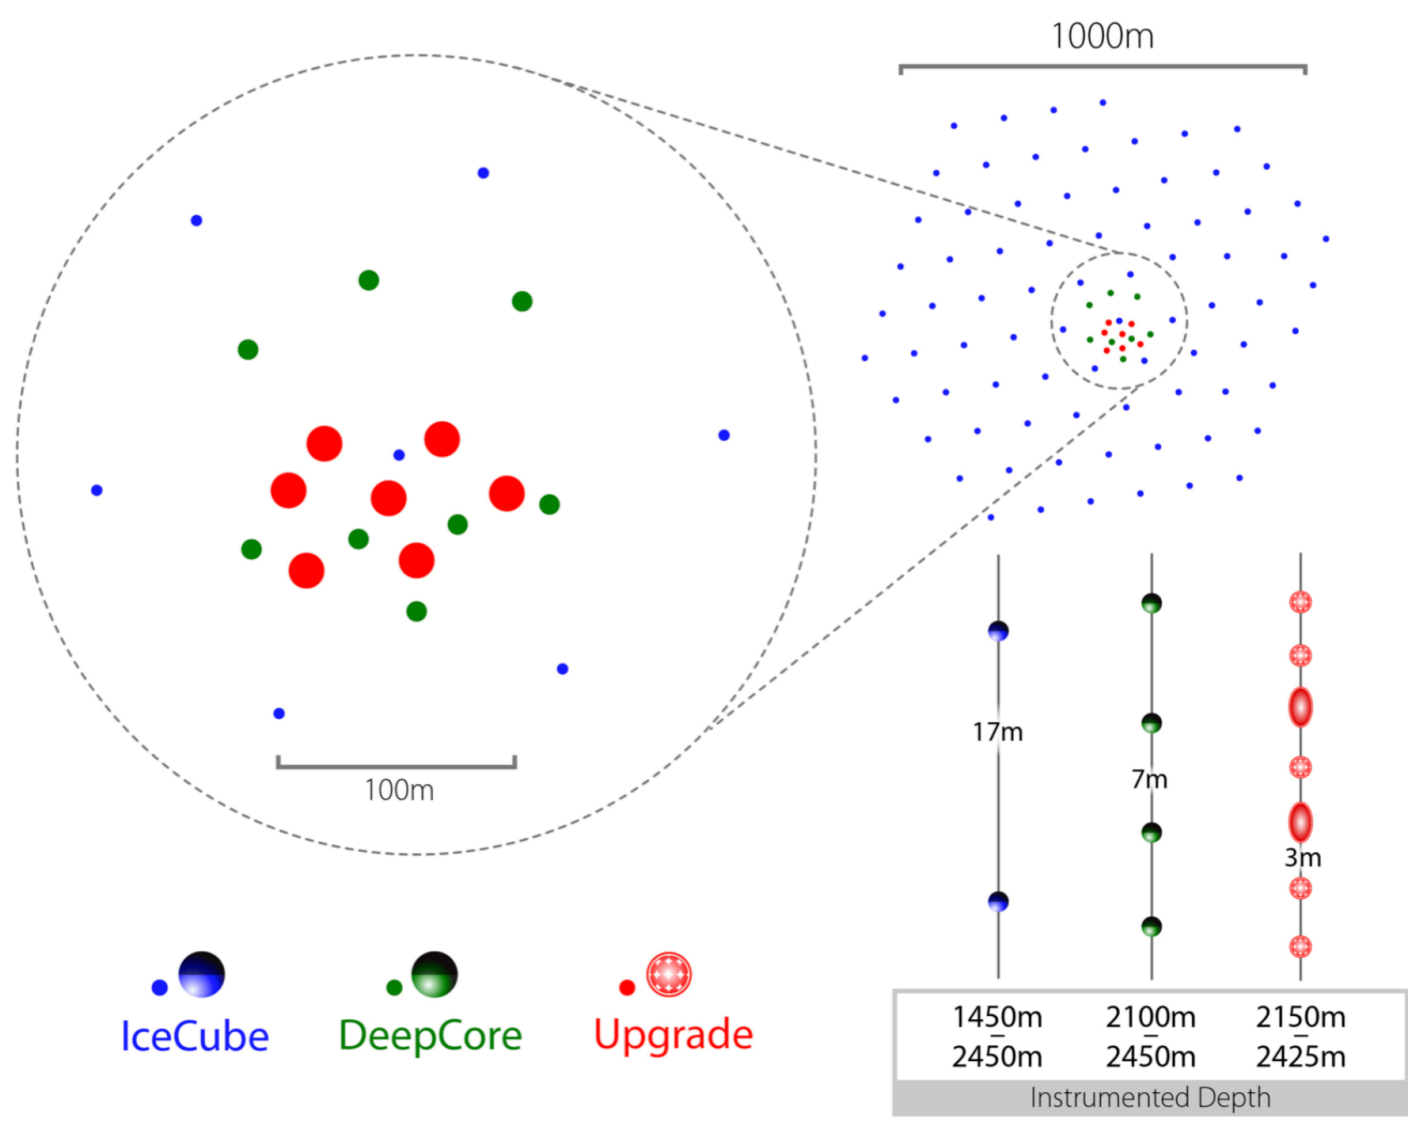 1000m
100m
17m
7m
3m
IceCube
DeepCore
Upgrade
1450m
–
2450m
2100m
–
2450m
2150m
–
2425m
Instrumented Depth